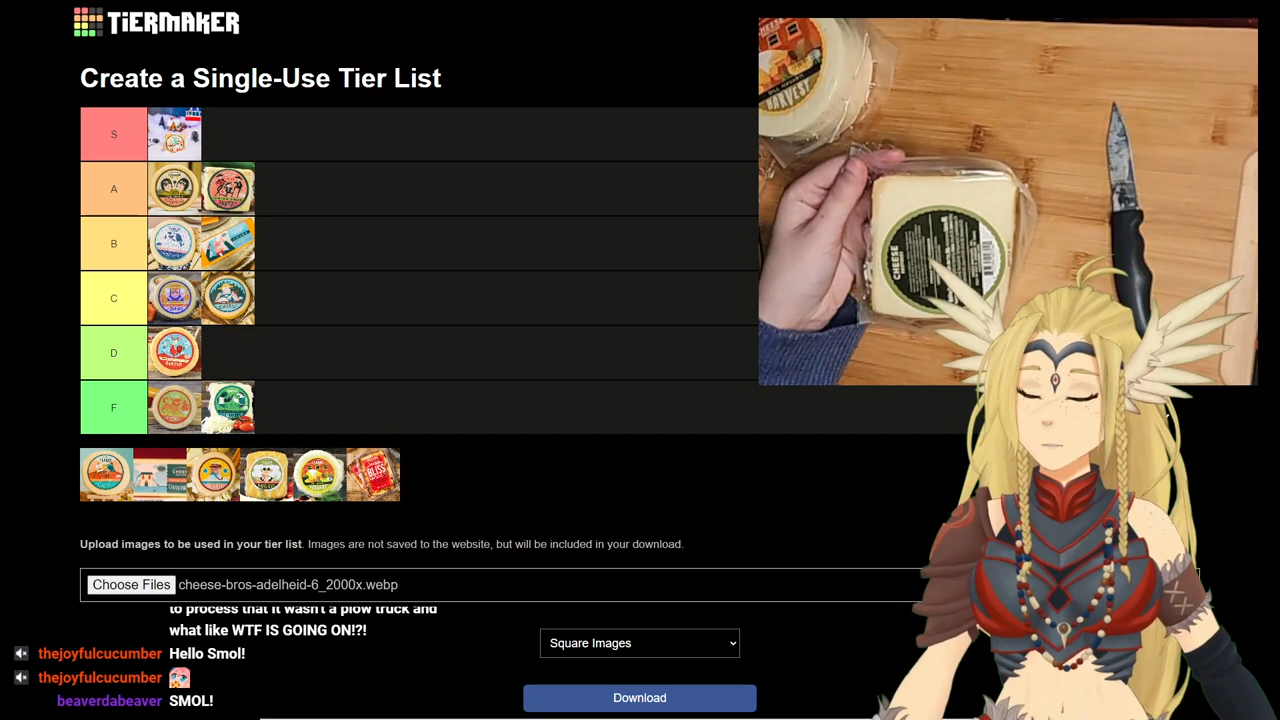 TIERMAKER
Create a Single-Use Tier List
S
A
B
C
D
F
HARVEST
CHEESE
BLISS
Upload images to be used in your tier list. Images are not saved to the website, but will be included in your download.
Choose Files cheese-bros-adelheid-6_2000x.webp
to process that it wasn't a plow truck and
what like WTF IS GOING ON!?!
thejoyfulcucumber Hello Smol!
thejoyfulcucumber
beaverdabeaver SMOL!
Square Images
Download